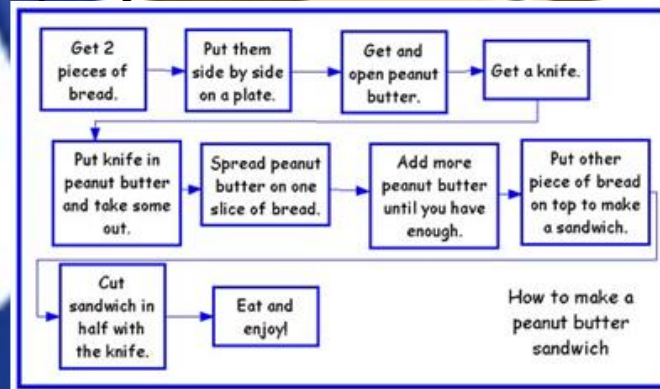 Get 2
pieces of
bread.
Put them
side by side
on a plate.
Get and
open peanut
butter.
Get a knife.
Put knife in
peanut butter
and take some
out.
Spread peanut
butter on one
slice of bread.
Add more
peanut butter
until you have
enough.
Put other
piece of bread
on top to make
a sandwich.
Cut
sandwich in
half with
the knife.
Eat and
enjoy!
How to make a
peanut butter
sandwich